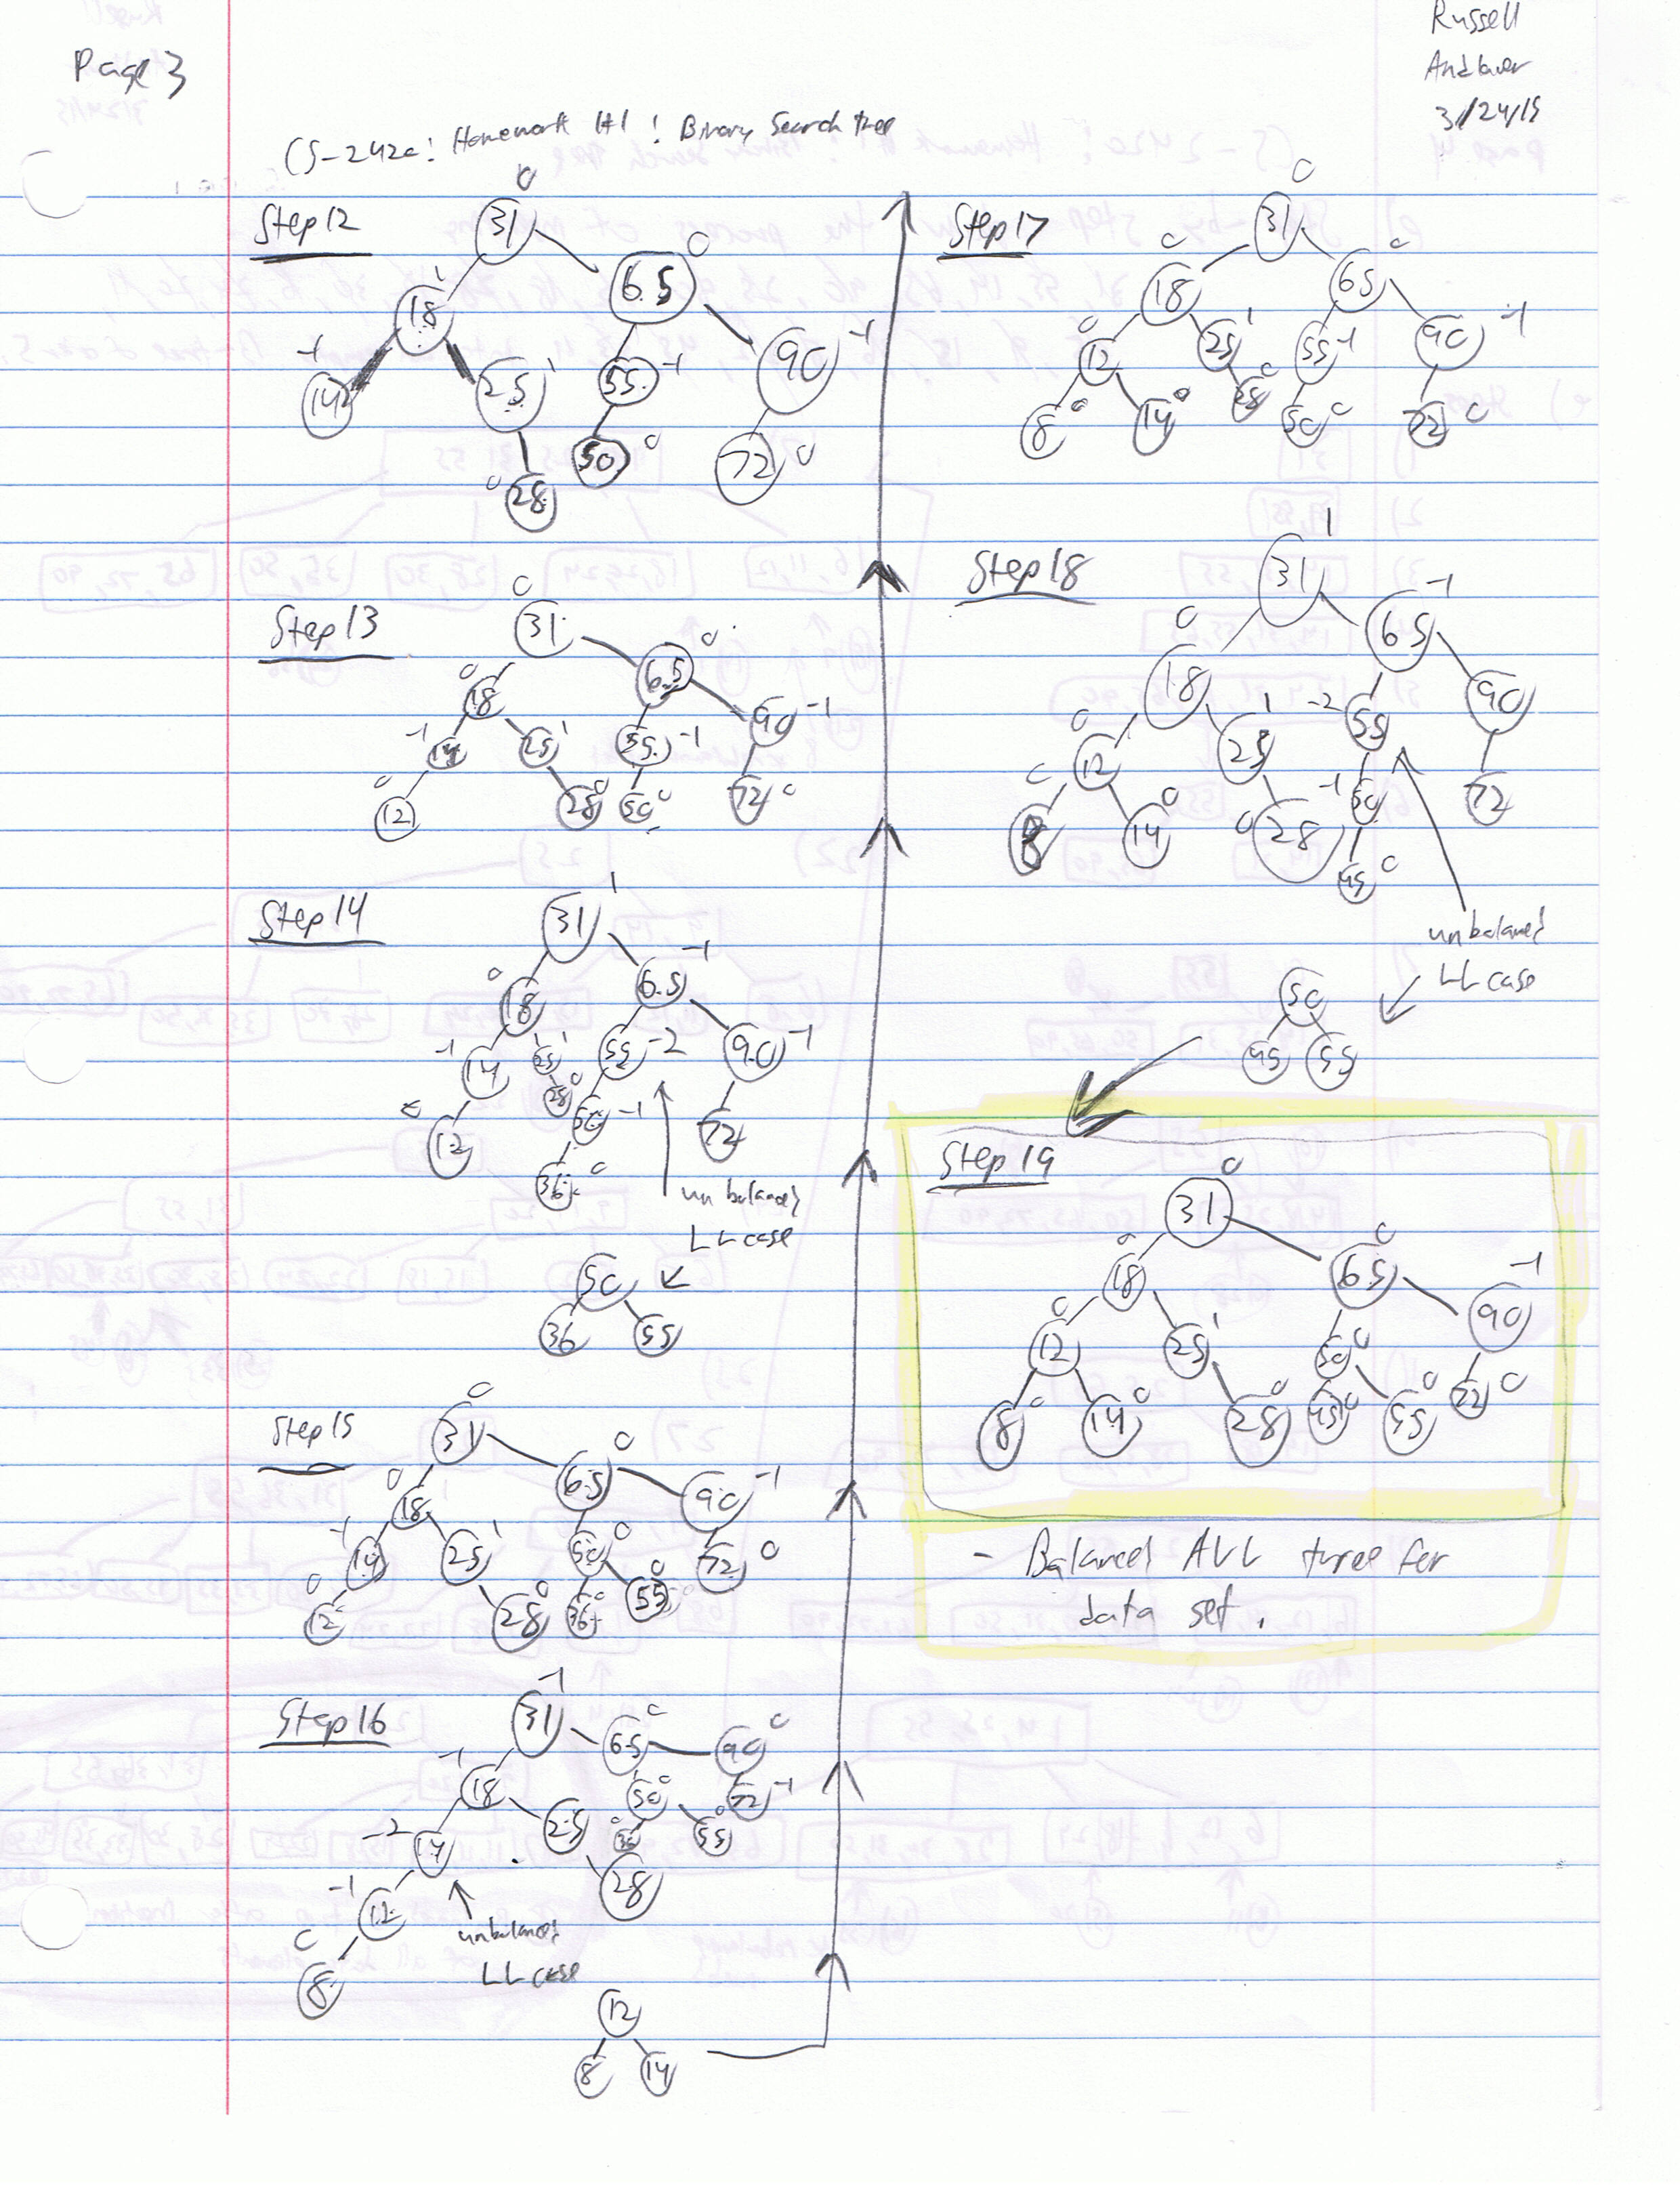 Page 3
Russell
Andlauer
3/24/15
CS-242a: Homework #1: Binary Search tree
Step 12
0
31
1 0
18 65
-1 1 -1 -1
14 25 55 90
0 0 0
28 50 72
Step 13
0
31
0 0
18 65
-1 1 -1 -1
14 25 55 90
0 0 0 0
12 28 50 72
Step 14
1
31
0 -1
18 65
-1 1 -2 -1
14 25 55 90
0 0 -1
12 28 50 72
0
36
unbalanced
LL case
50
36 55
Step 15
0
31
0 0
18 65
-1 1 0 -1
14 25 50 90
0 0 0 0 0
12 28 36 55 72
Step 16
-1
31
-1 0 0
18 65 90
-2 0 -1
14 25 50 72
-1 0 0
12 28 36 55
0
8
unbalanced
LL case
12
8 14
Step 17
0
31
0 0
18 65
0 1 -1 -1
12 25 55 90
0 0 0 0 0
8 14 28 50 72
Step 18
1
31
0 -1
18 65
0 1 -2
12 25 55 90
0 0 0 -1
8 14 28 50 72
0
45
unbalanced
LL case
50
45 55
Step 19
0
31
0 0
18 65
0 1 0 -1
12 25 50 90
0 0 0 0 0 0
8 14 28 45 55 72
- Balanced AVL three for
data set.